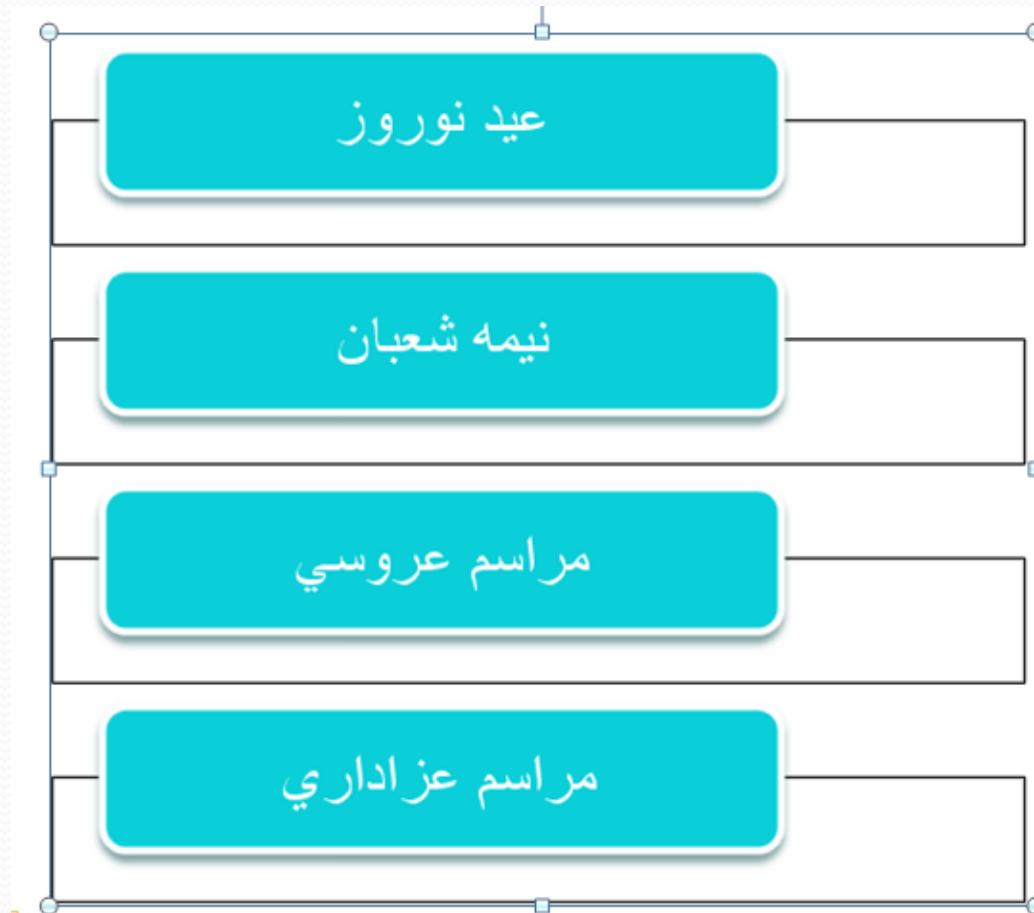 عيد نوروز
نيمه شعبان
مراسم عروسي
مراسم عزاداري